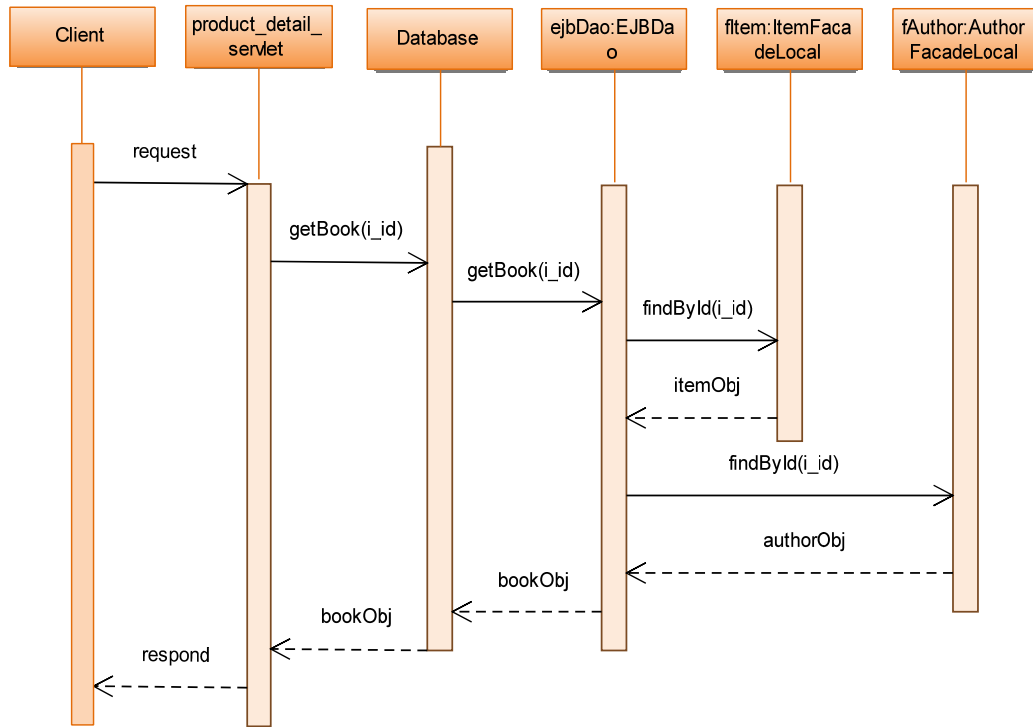 Client
product_detail_
servlet
Database
ejbDao:EJBDa
o
fItem:ItemFaca
deLocal
fAuthor:Author
FacadeLocal
request
getBook(i_id)
getBook(i_id)
findById(i_id)
itemObj
findById(i_id)
authorObj
bookObj
bookObj
respond